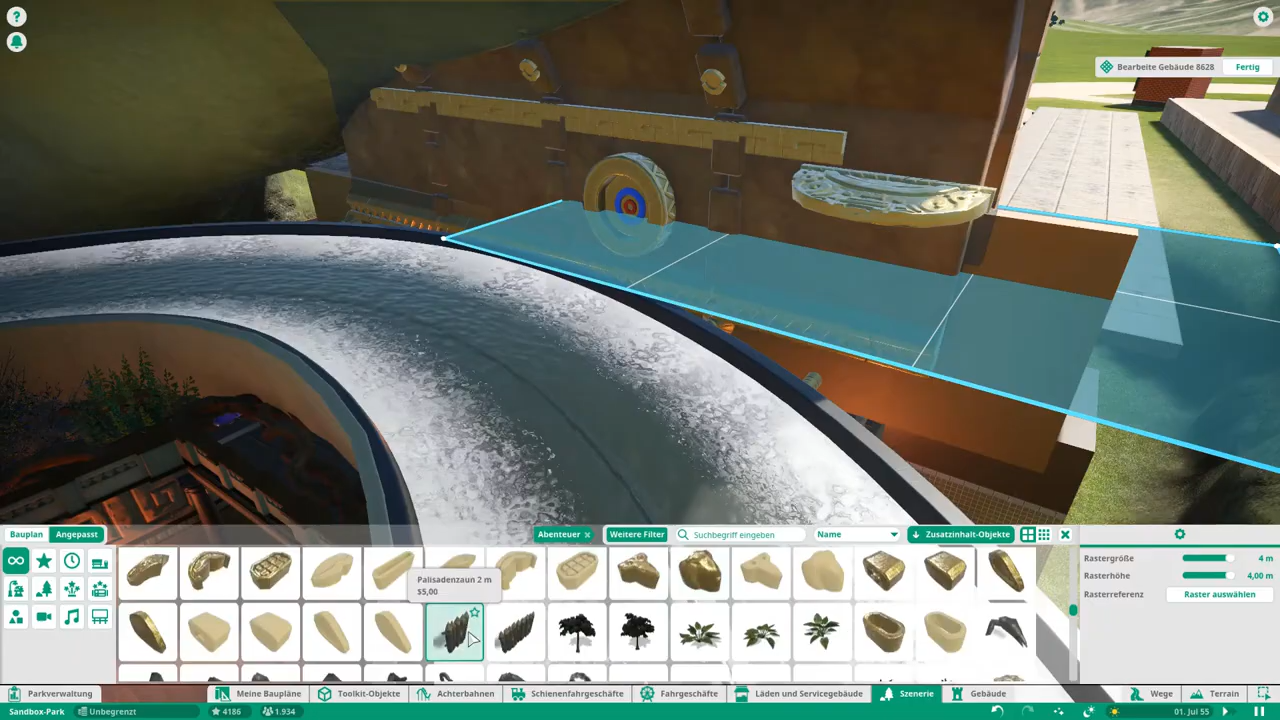 ?
Bearbeite Gebäude 8628 Fertig
Bauplan Angepasst Abenteuer × Weitere Filter Suchbegriff eingeben Name Zusatzinhalt-Objekte
Rastergröße 4 m
Rasterhöhe 4,00 m
Rasterreferenz Raster auswählen
Palisadenzaun 2 m
$5,00
Parkverwaltung Meine Baupläne Toolkit-Objekte Achterbahnen Schienenfahrgeschäfte Fahrgeschäfte Läden und Servicegebäude Szenerie Gebäude Wege Terrain
Sandbox-Park Unbegrenzt 4186 1.934 01. Jul 55